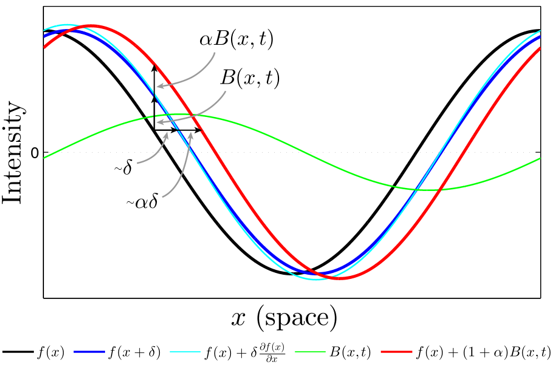 αB(x, t)
B(x, t)
Intensity
0
~δ
~αδ
x (space)
f(x) f(x + δ) f(x) + δ ∂f(x)/∂x B(x, t) f(x) + (1 + α)B(x, t)